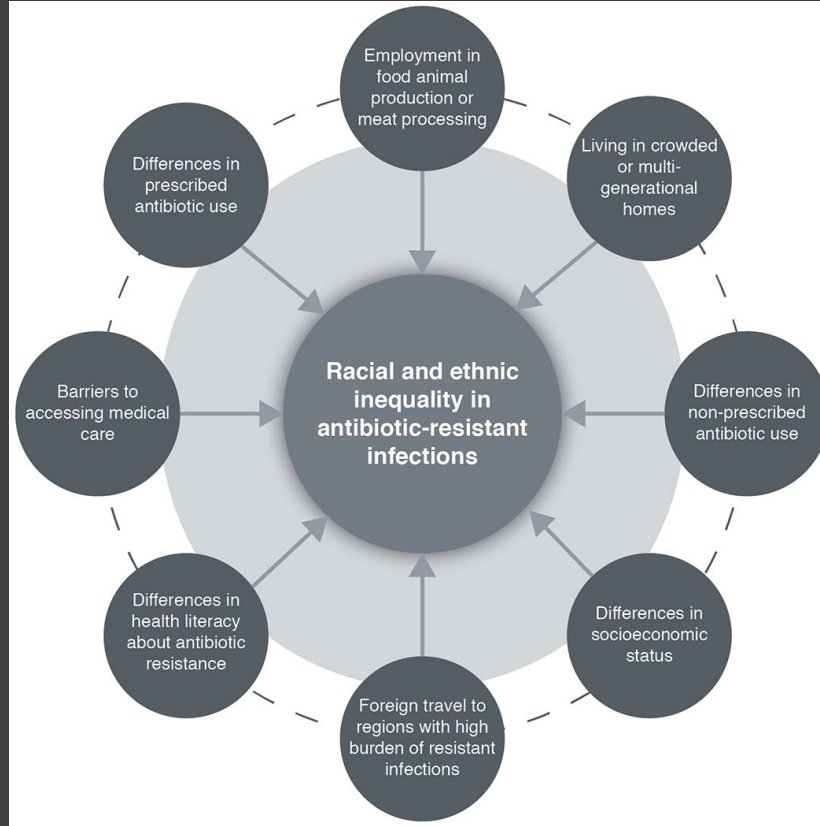 Employment in
food animal
production or
meat processing
Living in crowded
or multi-
generational
homes
Differences in
non-prescribed
antibiotic use
Differences in
socioeconomic
status
Foreign travel to
regions with high
burden of resistant
infections
Differences in
health literacy
about antibiotic
resistance
Barriers to
accessing medical
care
Differences in
prescribed
antibiotic use
Racial and ethnic
inequality in
antibiotic-resistant
infections